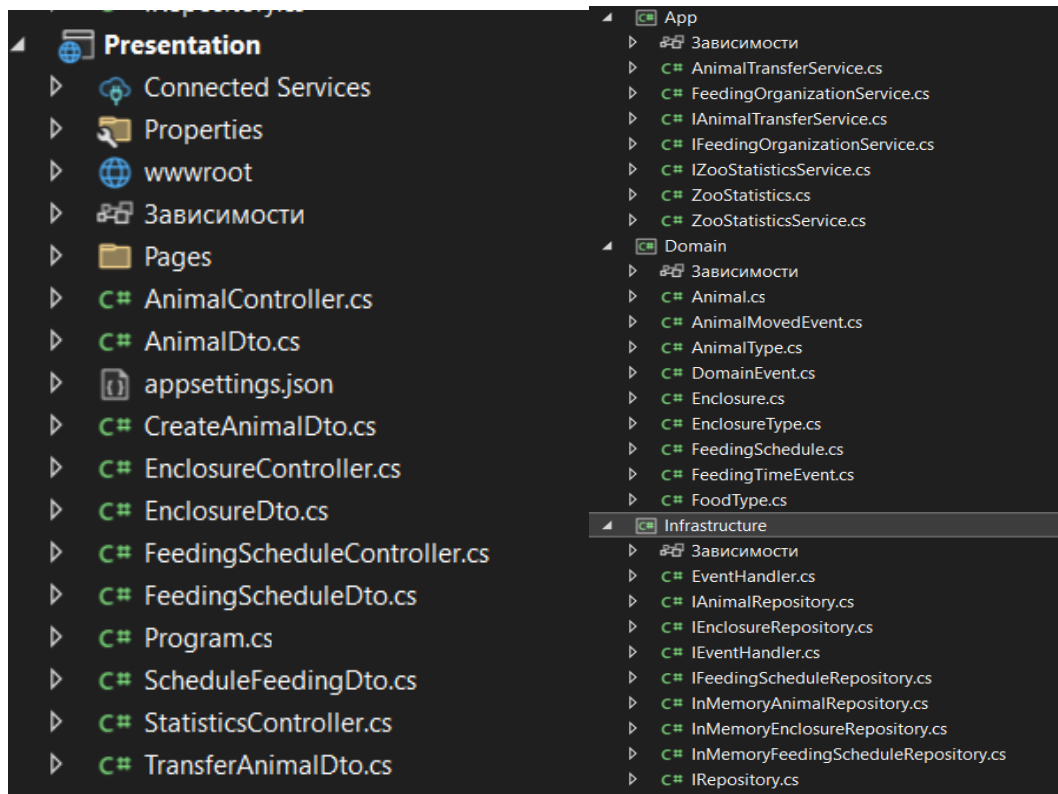 Presentation
Connected Services
Properties
wwwroot
Зависимости
Pages
C# AnimalController.cs
C# AnimalDto.cs
appsettings.json
C# CreateAnimalDto.cs
C# EnclosureController.cs
C# EnclosureDto.cs
C# FeedingScheduleController.cs
C# FeedingScheduleDto.cs
C# Program.cs
C# ScheduleFeedingDto.cs
C# StatisticsController.cs
C# TransferAnimalDto.cs
C# App
Зависимости
C# AnimalTransferService.cs
C# FeedingOrganizationService.cs
C# IAnimalTransferService.cs
C# IFeedingOrganizationService.cs
C# IZooStatisticsService.cs
C# ZooStatistics.cs
C# ZooStatisticsService.cs
C# Domain
Зависимости
C# Animal.cs
C# AnimalMovedEvent.cs
C# AnimalType.cs
C# DomainEvent.cs
C# Enclosure.cs
C# EnclosureType.cs
C# FeedingSchedule.cs
C# FeedingTimeEvent.cs
C# FoodType.cs
C# Infrastructure
Зависимости
C# EventHandler.cs
C# IAnimalRepository.cs
C# IEnclosureRepository.cs
C# IEventHandler.cs
C# IFeedingScheduleRepository.cs
C# InMemoryAnimalRepository.cs
C# InMemoryEnclosureRepository.cs
C# InMemoryFeedingScheduleRepository.cs
C# IRepository.cs